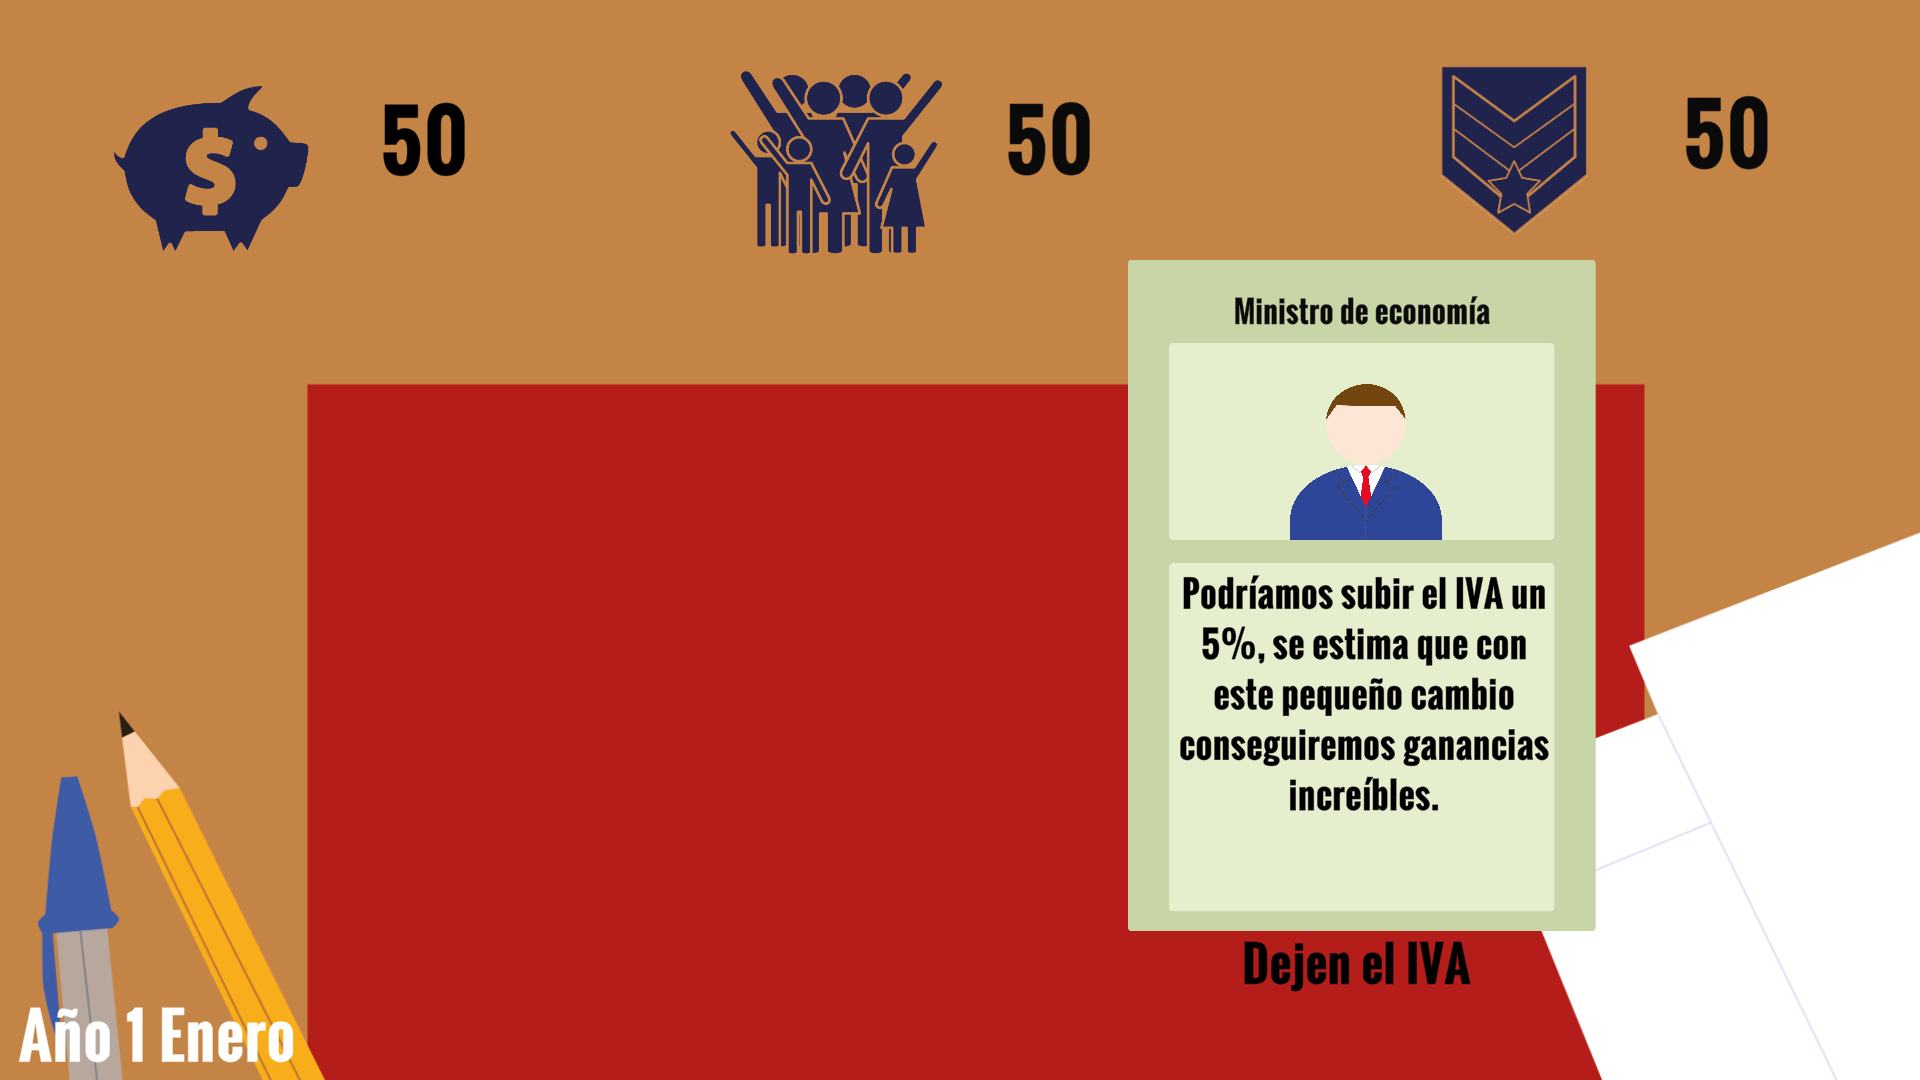 50
50
50
Ministro de economía
Podríamos subir el IVA un
5%, se estima que con
este pequeño cambio
conseguiremos ganancias
increíbles.
Dejen el IVA
Año 1 Enero